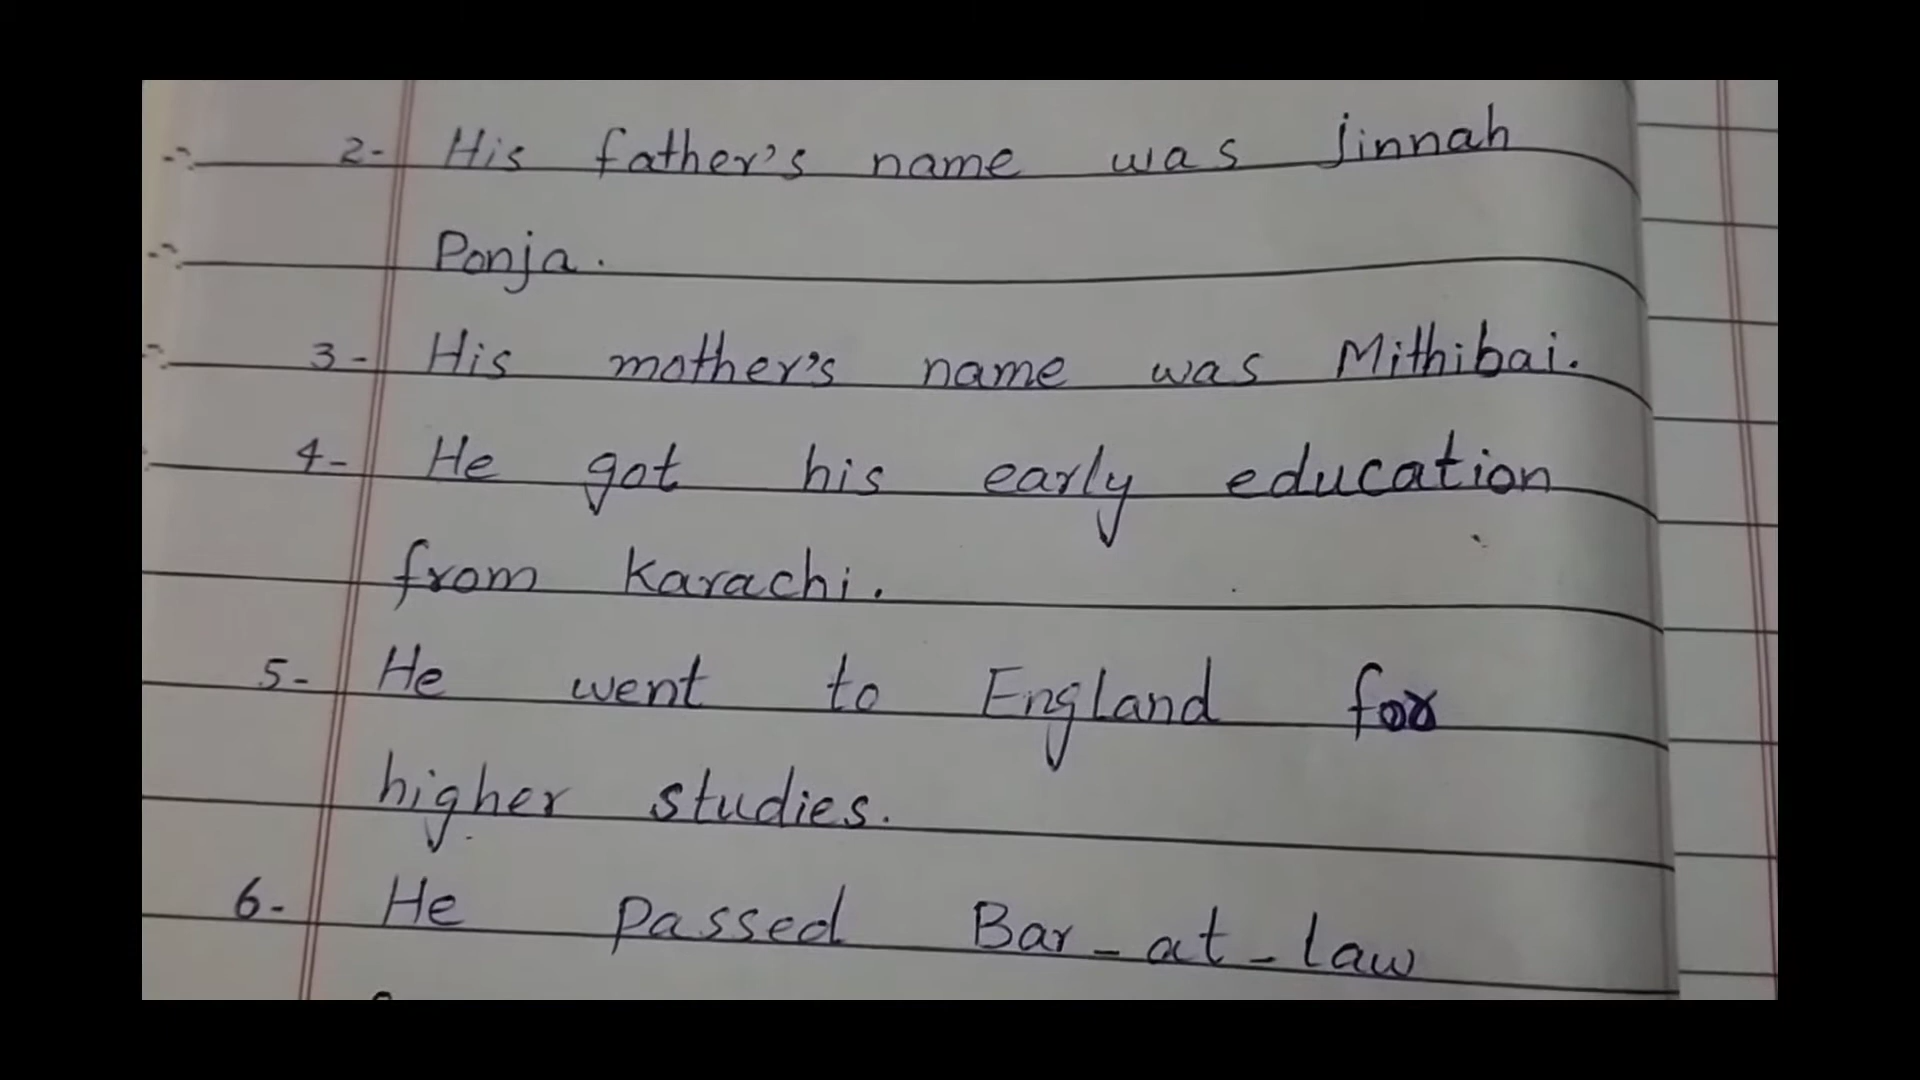 2- His father's name was Jinnah
Ponja.
3- His mother's name was Mithibai.
4- He got his early education
from Karachi.
5- He went to England for
higher studies.
6- He passed Bar-at-law